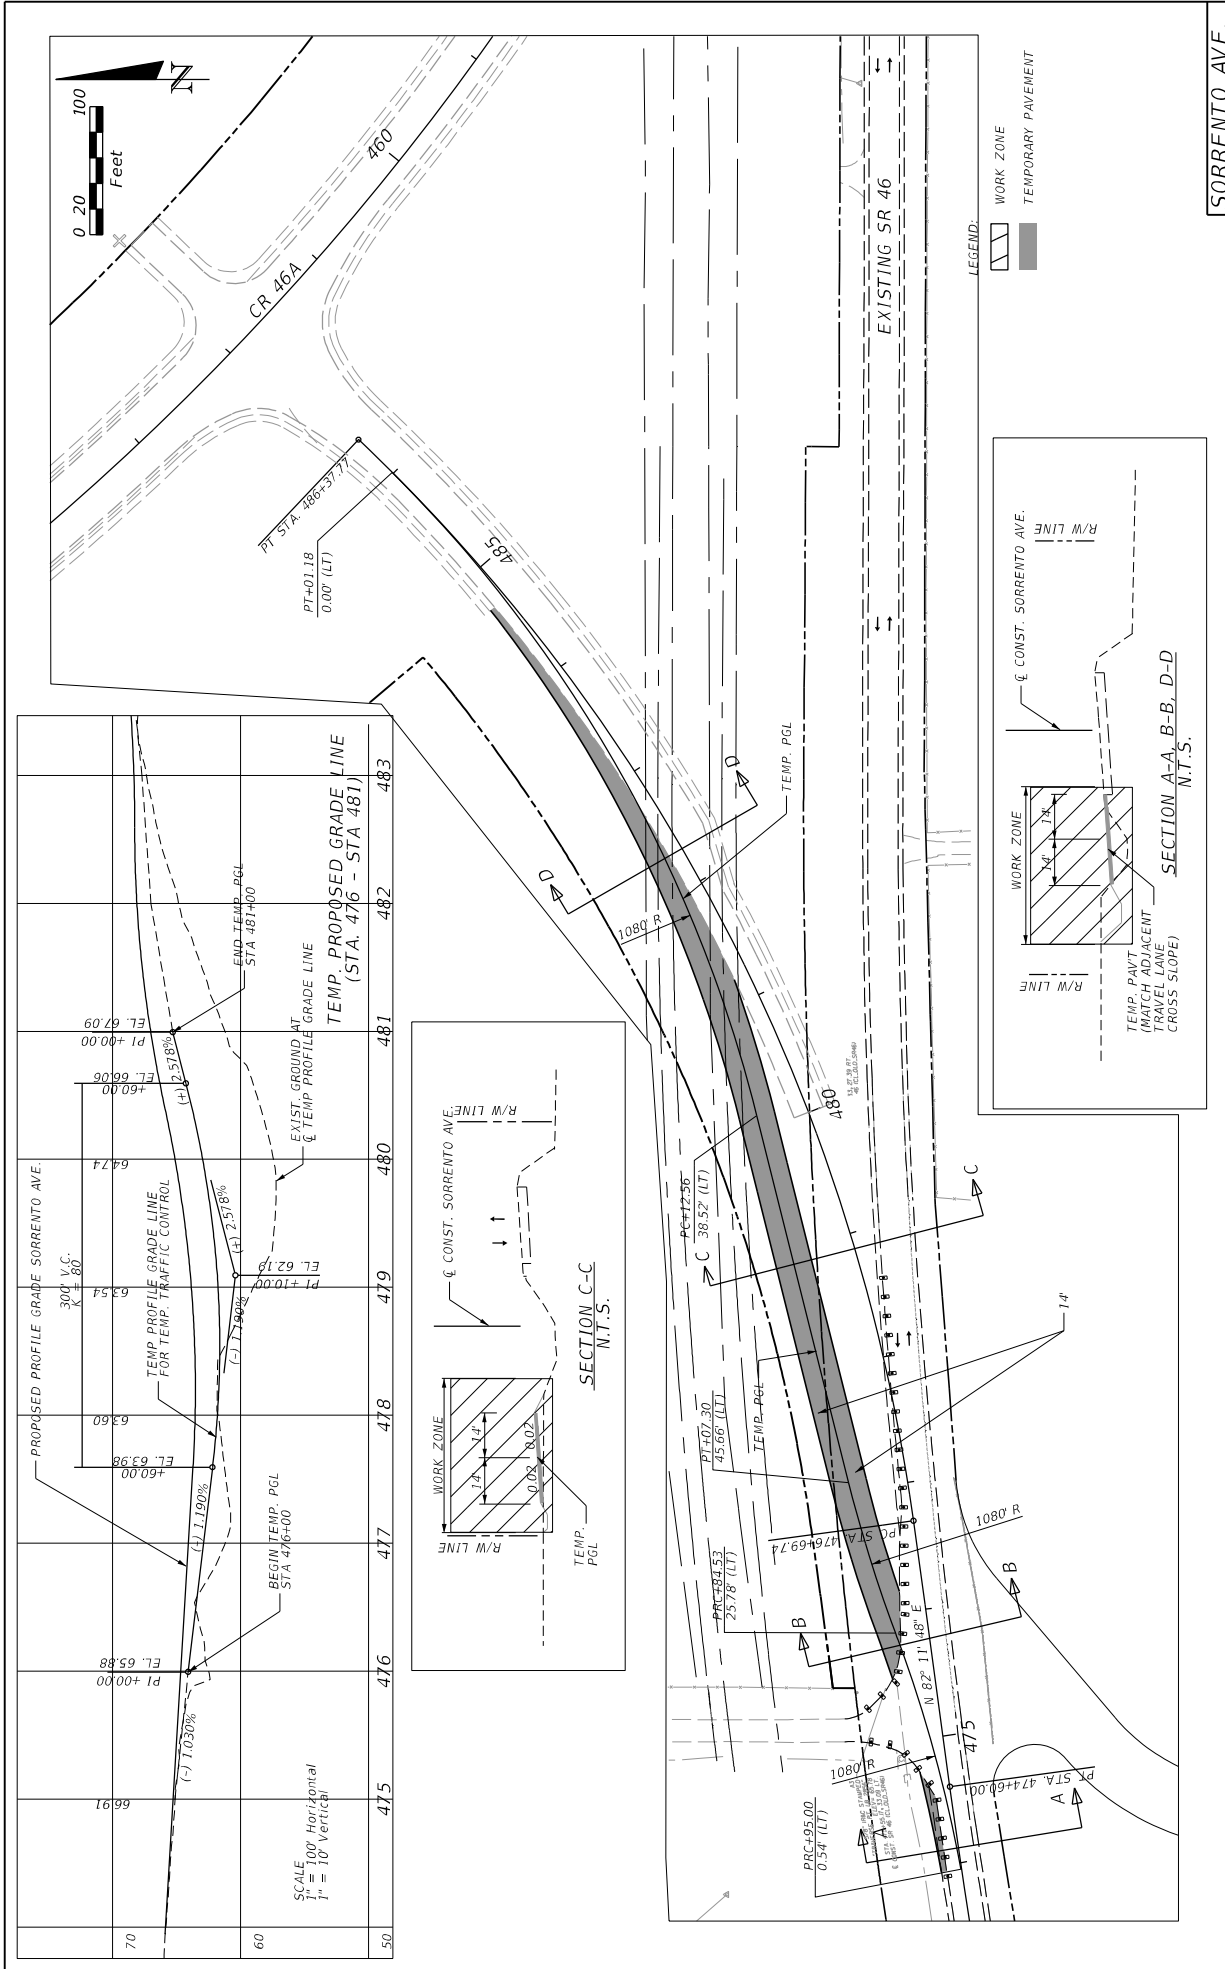 SORRENTO AVE.
0 20 100
Feet
N
CR 46A
460
PT STA. 486+37.77
PT+01.18
0.00' (LT)
485
EXISTING SR 46
LEGEND:
WORK ZONE
TEMPORARY PAVEMENT
TEMP. PGL
D
D
1080' R
480
PC+12.56
38.52' (LT)
C
C
14'
TEMP. PGL
PT+07.30
45.66' (LT)
PC STA. 476+69.74
1080' R
PRC+84.53
25.78' (LT)
B
B
N 82° 11' 48" E
475
1080' R
PT STA. 474+60.00
PRC+95.00
0.54' (LT)
A
A
TEMP. PROPOSED GRADE LINE
(STA. 476 - STA 481)
PROPOSED PROFILE GRADE SORRENTO AVE.
TEMP PROFILE GRADE LINE
FOR TEMP. TRAFFIC CONTROL
300' V.C.
K = 80
BEGIN TEMP. PGL
STA 476+00
END TEMP. PGL
STA 481+00
EXIST. GROUND AT
℄ TEMP PROFILE GRADE LINE
PI +00.00
EL. 65.88
+60.00
EL. 63.98
PI +10.00
EL. 62.19
+60.00
EL. 66.06
PI +00.00
EL. 67.09
(-) 1.030%
(-) 1.190%
(-) 1.190%
(+) 2.578%
(+) 2.578%
66.91
63.60
63.54
64.74
70
60
50
475
476
477
478
479
480
481
482
483
SCALE
1" = 100' Horizontal
1" = 10' Vertical
WORK ZONE
R/W LINE
14' 14'
0.02 0.02
TEMP.
PGL
℄ CONST. SORRENTO AVE.
R/W LINE
SECTION C-C
N.T.S.
WORK ZONE
R/W LINE
14' 14'
TEMP. PAV'T
(MATCH ADJACENT
TRAVEL LANE
CROSS SLOPE)
℄ CONST. SORRENTO AVE.
R/W LINE
SECTION A-A, B-B, D-D
N.T.S.